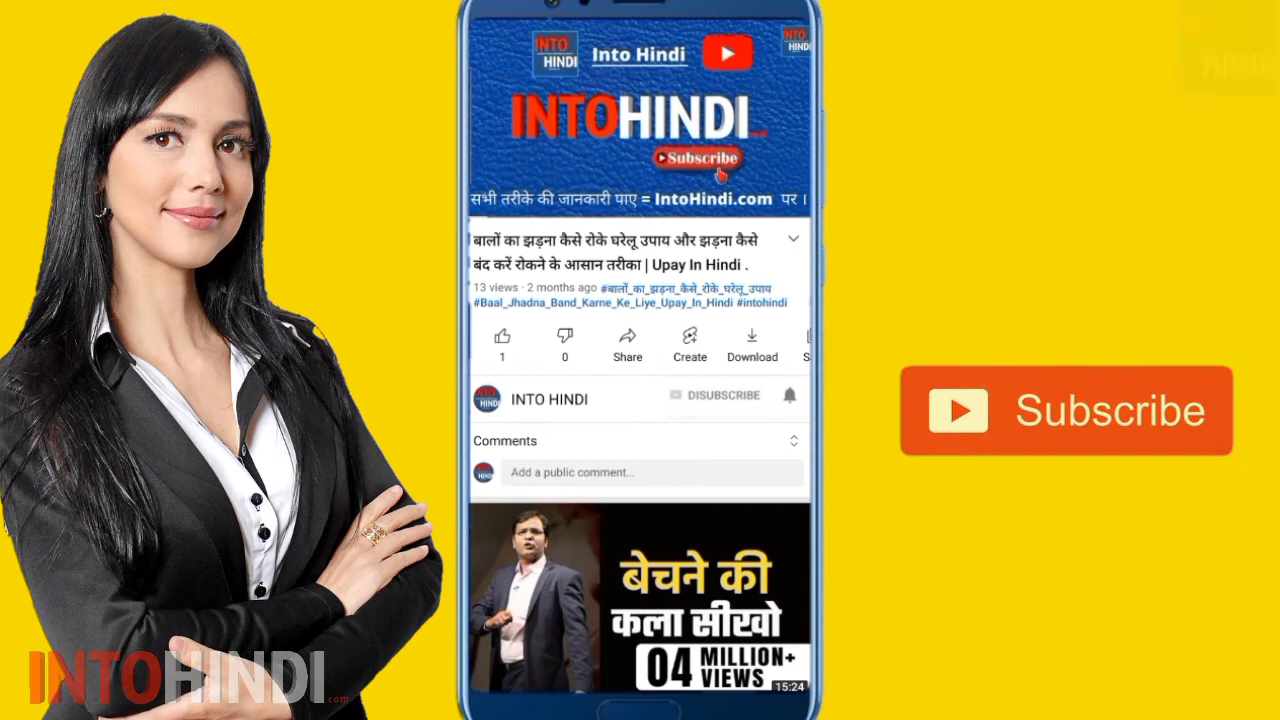 INTO
HINDI
Into Hindi
INTO
HINDI
INTOHINDI
Subscribe
सभी तरीके की जानकारी पाए = IntoHindi.com पर ।
बालों का झड़ना कैसे रोके घरेलू उपाय और झड़ना कैसे
बंद करें रोकने के आसान तरीका | Upay In Hindi .
13 views · 2 months ago #बालों_का_झड़ना_कैसे_रोके_घरेलू_उपाय
#Baal_Jhadna_Band_Karne_Ke_Liye_Upay_In_Hindi #intohindi
1 0 Share Create Download S
INTO HINDI DISUBSCRIBE
Comments
Add a public comment...
बेचने की
कला सीखो
04 MILLION+
VIEWS
15:24
Subscribe
INTOHINDI.com